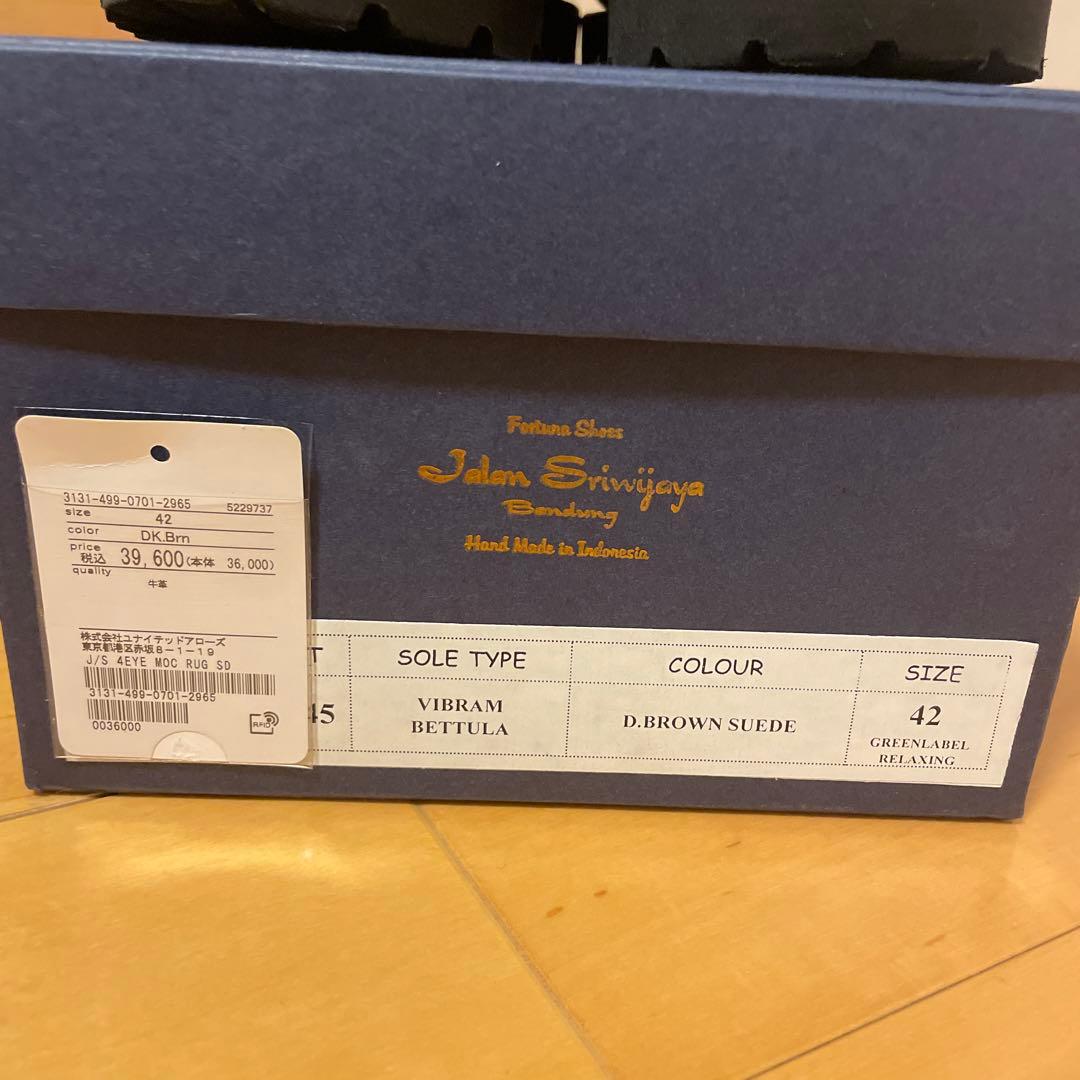 Fortuna Shoes
Jalan Sriwijaya
Bandung
Hand Made in Indonesia
3131-499-0701-2965 5229737
size 42
color DK.Brn
price
税込 39,600(本体 36,000)
quality
牛革
株式会社ユナイテッドアローズ
東京都港区赤坂8-1-19
J/S 4EYE MOC RUG SD
3131-499-0701-2965
0036000
RFID
T SOLE TYPE COLOUR SIZE
45 VIBRAM BETTULA D.BROWN SUEDE 42
GREENLABEL
RELAXING